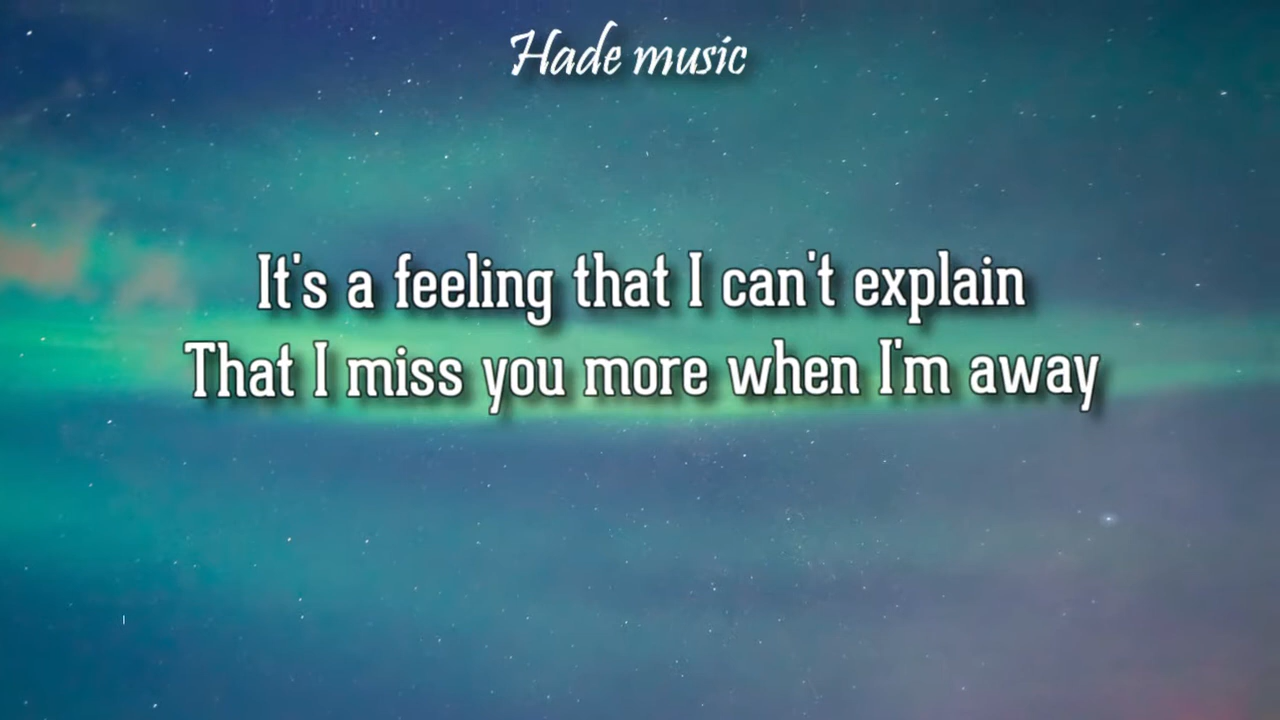 Hade music
It's a feeling that I can't explain
That I miss you more when I'm away